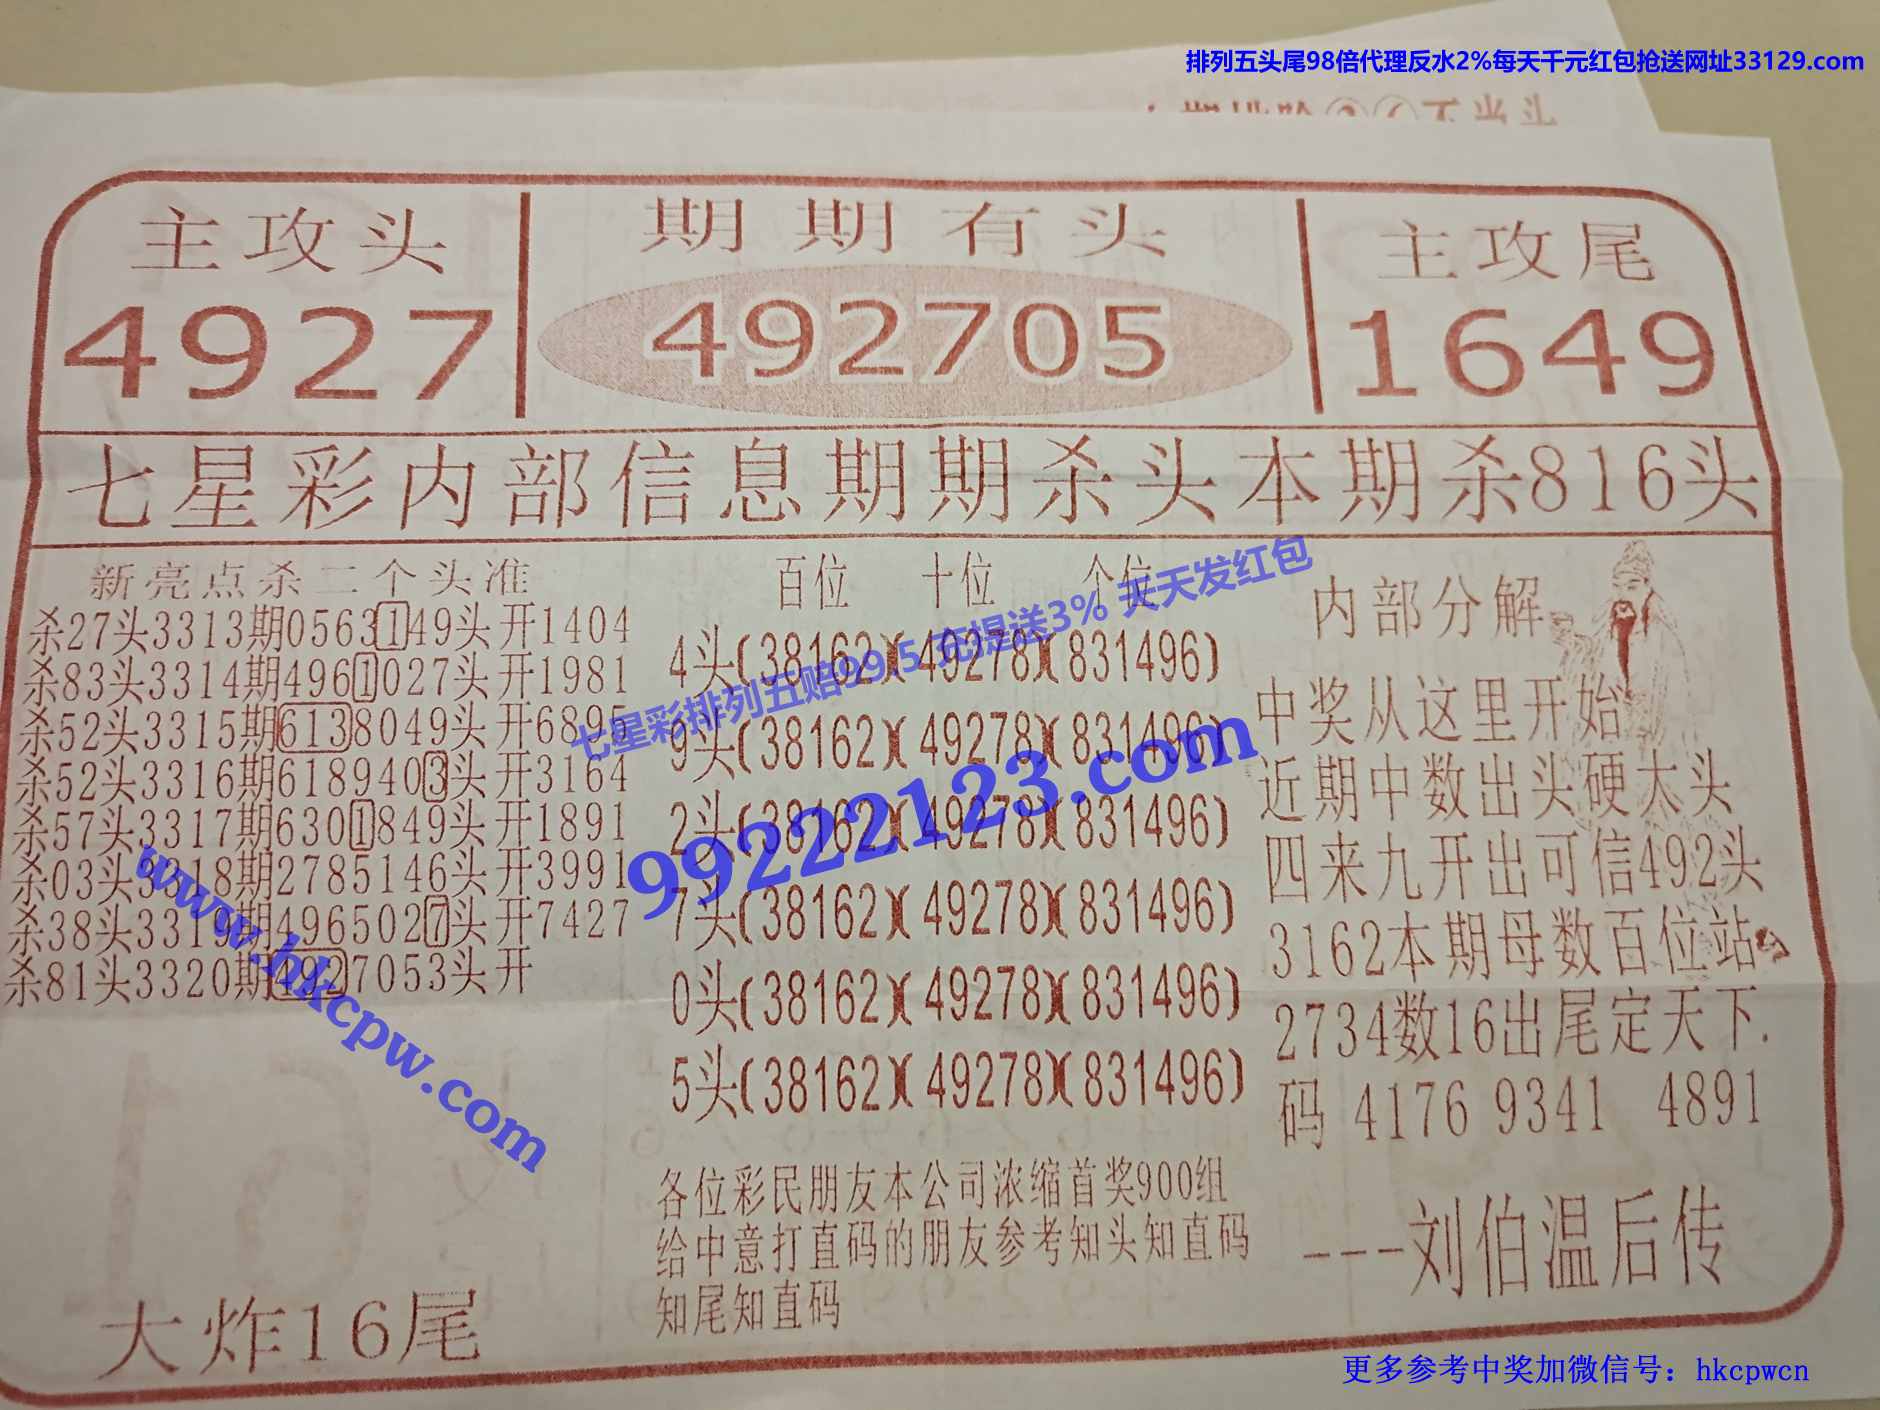 排列五头尾98倍代理反水2%每天千元红包抢送网址33129.com
主攻头
期期有头
主攻尾
4927
492705
1649
七星彩内部信息期期杀头本期杀816头
新亮点杀二个头准
杀27头3313期0563149头开1404
杀83头3314期4961027头开1981
杀52头3315期6138049头开6895
杀52头3316期6189403头开3164
杀57头3317期6301849头开1891
杀03头3318期2785146头开3991
杀38头3319期4965027头开7427
杀81头3320期4927053头开
大炸16尾
百位 十位 个位
4头(38162)(49278)(831496)
9头(38162)(49278)(831496)
2头(38162)(49278)(831496)
7头(38162)(49278)(831496)
0头(38162)(49278)(831496)
5头(38162)(49278)(831496)
各位彩民朋友本公司浓缩首奖900组
给中意打直码的朋友参考知头知直码
知尾知直码
内部分解
中奖从这里开始
近期中数出头硬太头
四来九开出可信492头
3162本期母数百位站
2734数16出尾定天下.
码 4176 9341 4891
---刘伯温后传
七星彩排列五赔99.5 充提送3% 天天发红包
99222123.com
www.hkcpw.com
更多参考中奖加微信号：hkcpwcn